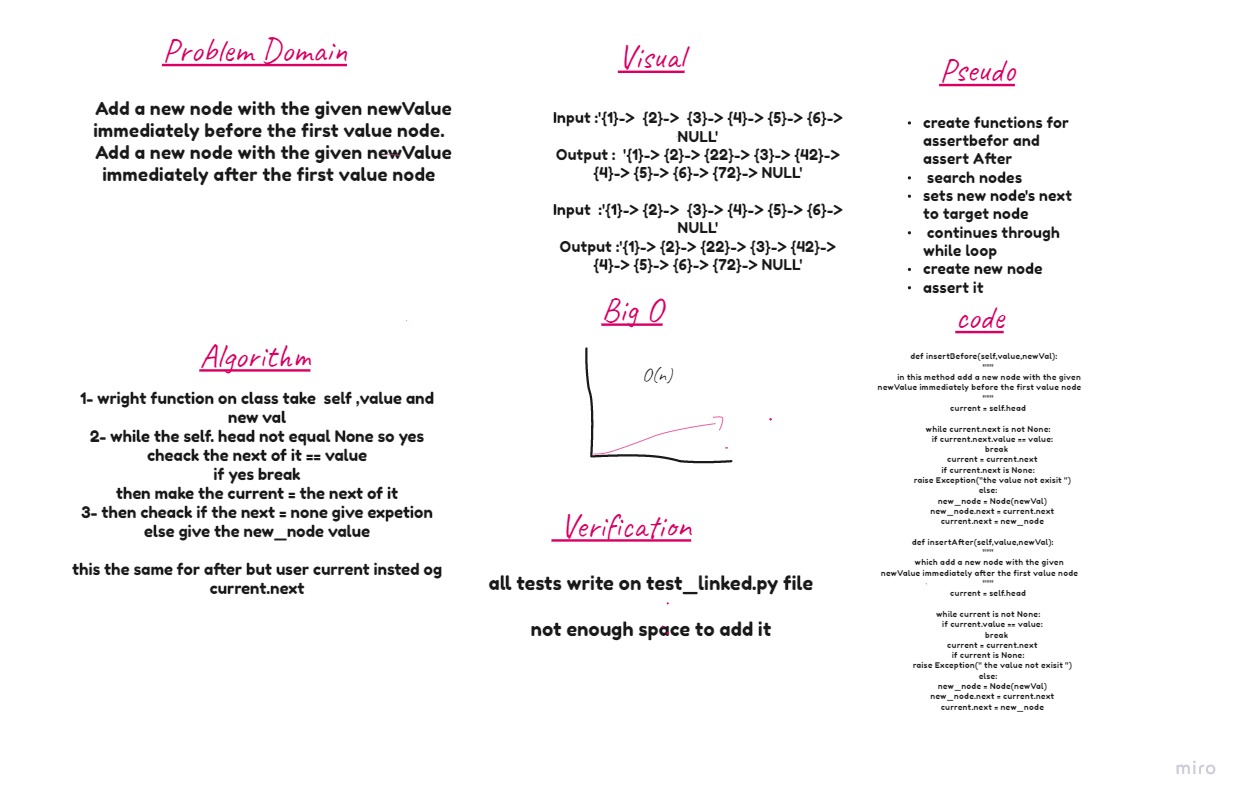 Problem Domain
Add a new node with the given newValue
immediately before the first value node.
Add a new node with the given newValue
immediately after the first value node
Algorithm
1- wright function on class take self ,value and
new val
2- while the self. head not equal None so yes
cheack the next of it == value
if yes break
then make the current = the next of it
3- then cheack if the next = none give expetion
else give the new_node value
this the same for after but user current insted og
current.next
Visual
Input :'{1}-> {2}-> {3}-> {4}-> {5}-> {6}->
NULL'
Output : '{1}-> {2}-> {22}-> {3}-> {42}->
{4}-> {5}-> {6}-> {72}-> NULL'
Input :'{1}-> {2}-> {3}-> {4}-> {5}-> {6}->
NULL'
Output :'{1}-> {2}-> {22}-> {3}-> {42}->
{4}-> {5}-> {6}-> {72}-> NULL'
Big O
O(n)
Verification
all tests write on test_linked.py file
not enough space to add it
Pseudo
• create functions for
assertbefor and
assert After
• search nodes
• sets new node's next
to target node
• continues through
while loop
• create new node
• assert it
code
def insertBefore(self,value,newVal):
"""
in this method add a new node with the given
newValue immediately before the first value node
"""
current = self.head
while current.next is not None:
if current.next.value == value:
break
current = current.next
if current.next is None:
raise Exception("the value not exisit ")
else:
new_node = Node(newVal)
new_node.next = current.next
current.next = new_node
def insertAfter(self,value,newVal):
"""
which add a new node with the given
newValue immediately after the first value node
"""
current = self.head
while current is not None:
if current.value == value:
break
current = current.next
if current is None:
raise Exception(" the value not exisit ")
else:
new_node = Node(newVal)
new_node.next = current.next
current.next = new_node
miro